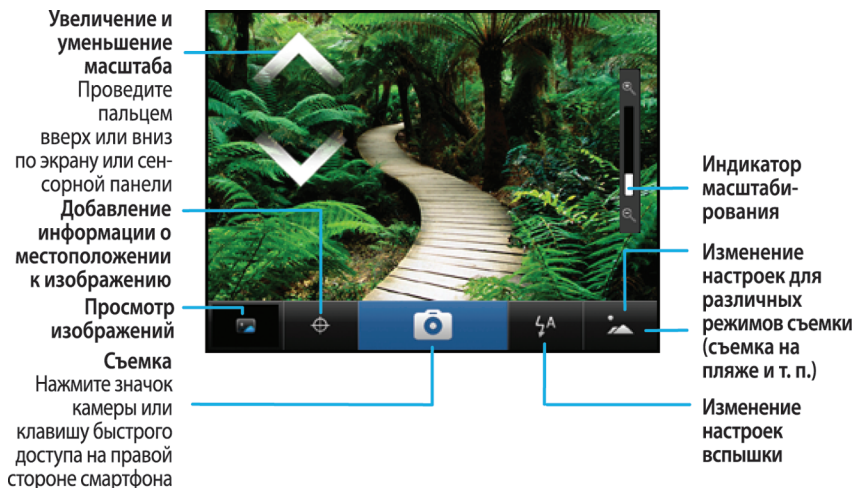 Увеличение и
уменьшение
масштаба
Проведите
пальцем
вверх или вниз
по экрану или сен-
сорной панели
Добавление
информации о
местоположении
к изображению
Просмотр
изображений
Съемка
Нажмите значок
камеры или
клавишу быстрого
доступа на правой
стороне смартфона
A
Индикатор
масштаби-
рования
Изменение
настроек для
различных
режимов съемки
(съемка на
пляже и т. п.)
Изменение
настроек
вспышки